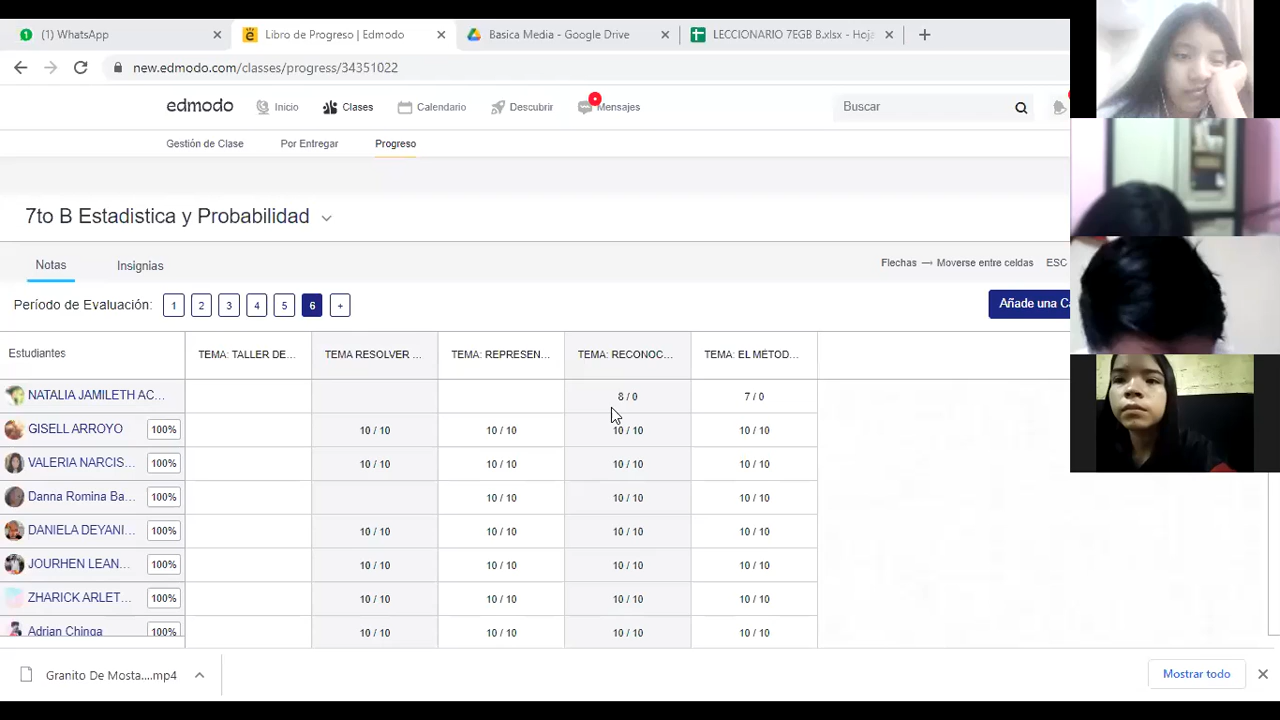 (1) WhatsApp
Libro de Progreso | Edmodo
Basica Media - Google Drive
LECCIONARIO 7EGB B.xlsx - Hoja
new.edmodo.com/classes/progress/34351022
edmodo
Inicio
Clases
Calendario
Descubrir
Mensajes
Buscar
Gestión de Clase
Por Entregar
Progreso
7to B Estadistica y Probabilidad
Notas
Insignias
Flechas → Moverse entre celdas ESC
Período de Evaluación: 1 2 3 4 5 6 +
Añade una Ca
Estudiantes TEMA: TALLER DE... TEMA RESOLVER ... TEMA: REPRESEN... TEMA: RECONOC... TEMA: EL METOD...
NATALIA JAMILETH AC... 8 / 0 7 / 0
GISELL ARROYO 100% 10 / 10 10 / 10 10 / 10 10 / 10
VALERIA NARCIS... 100% 10 / 10 10 / 10 10 / 10 10 / 10
Danna Romina Ba... 100% 10 / 10 10 / 10 10 / 10
DANIELA DEYANI... 100% 10 / 10 10 / 10 10 / 10 10 / 10
JOURHEN LEAN... 100% 10 / 10 10 / 10 10 / 10 10 / 10
ZHARICK ARLET... 100% 10 / 10 10 / 10 10 / 10 10 / 10
Adrian Chinga 100% 10 / 10 10 / 10 10 / 10 10 / 10
Granito De Mosta....mp4
Mostrar todo